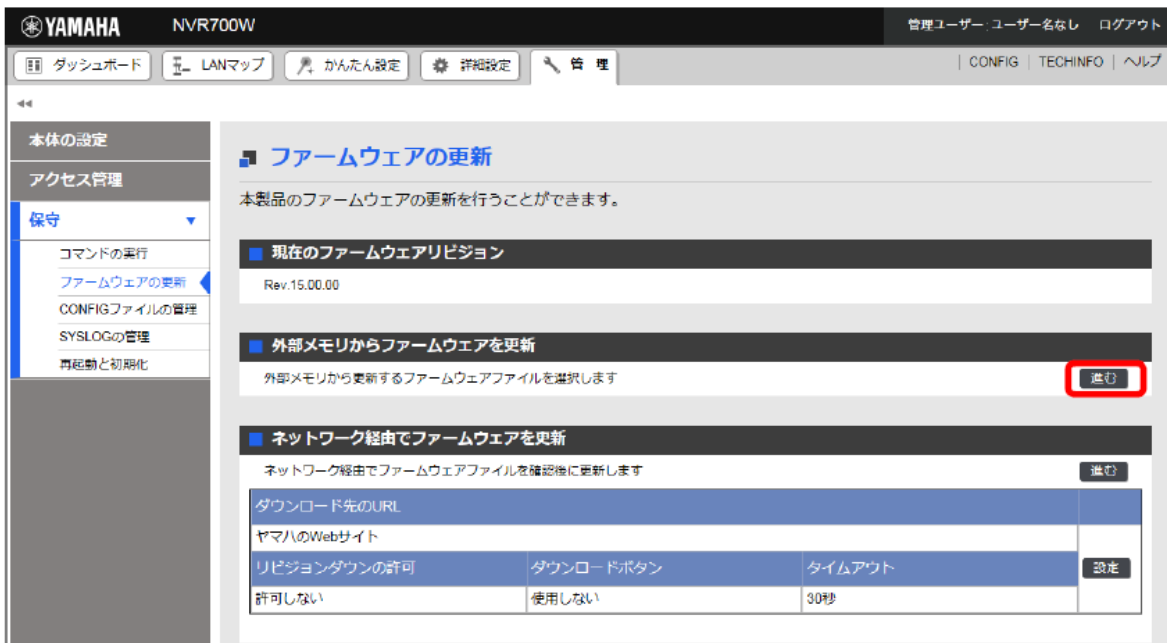 YAMAHA NVR700W 管理ユーザー:ユーザー名なし ログアウト
ダッシュボード LANマップ かんたん設定 詳細設定 管 理 | CONFIG | TECHINFO | ヘルプ
本体の設定
アクセス管理
保守
コマンドの実行
ファームウェアの更新
CONFIGファイルの管理
SYSLOGの管理
再起動と初期化
ファームウェアの更新
本製品のファームウェアの更新を行うことができます。
現在のファームウェアリビジョン
Rev.15.00.00
外部メモリからファームウェアを更新
外部メモリから更新するファームウェアファイルを選択します 進む
ネットワーク経由でファームウェアを更新
ネットワーク経由でファームウェアファイルを確認後に更新します 進む
ダウンロード先のURL
ヤマハのWebサイト
リビジョンダウンの許可 ダウンロードボタン タイムアウト 設定
許可しない 使用しない 30秒